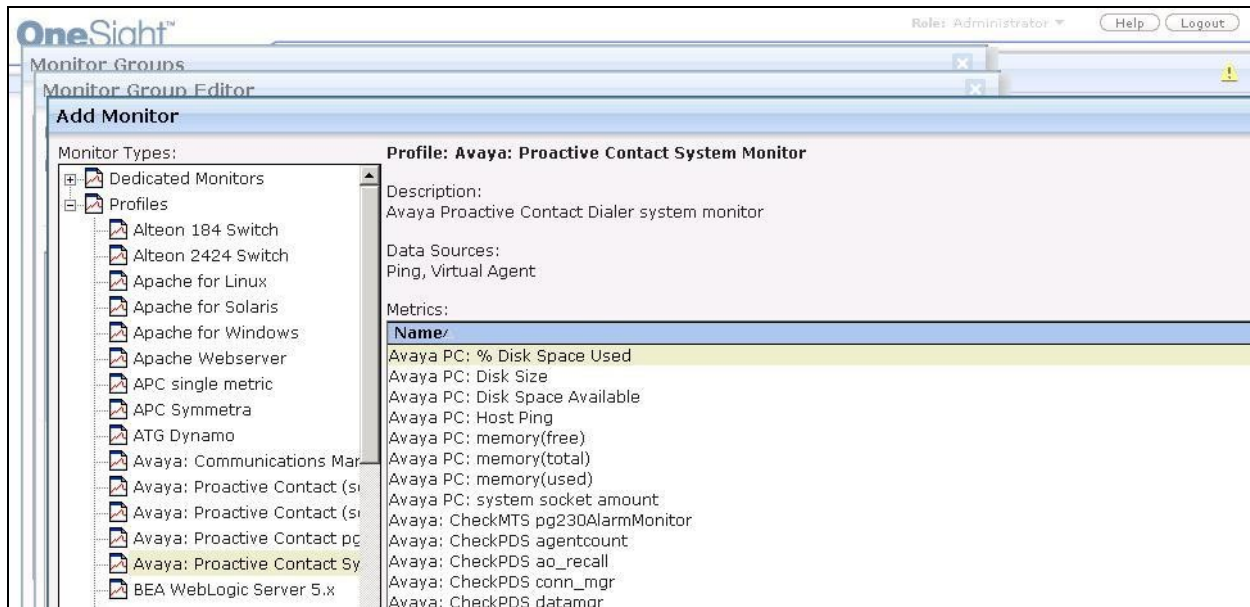 OneSight™
Role: Administrator
Help
Logout
Monitor Groups
Monitor Group Editor
Add Monitor
Monitor Types:
Dedicated Monitors
Profiles
Alteon 184 Switch
Alteon 2424 Switch
Apache for Linux
Apache for Solaris
Apache for Windows
Apache Webserver
APC single metric
APC Symmetra
ATG Dynamo
Avaya: Communications Mar
Avaya: Proactive Contact (s
Avaya: Proactive Contact (s
Avaya: Proactive Contact pg
Avaya: Proactive Contact Sy
BEA WebLogic Server 5.x
Profile: Avaya: Proactive Contact System Monitor
Description:
Avaya Proactive Contact Dialer system monitor
Data Sources:
Ping, Virtual Agent
Metrics:
Name
Avaya PC: % Disk Space Used
Avaya PC: Disk Size
Avaya PC: Disk Space Available
Avaya PC: Host Ping
Avaya PC: memory(free)
Avaya PC: memory(total)
Avaya PC: memory(used)
Avaya PC: system socket amount
Avaya: CheckMTS pg230AlarmMonitor
Avaya: CheckPDS agentcount
Avaya: CheckPDS ao_recall
Avaya: CheckPDS conn_mgr
Avaya: CheckPDS datamgr